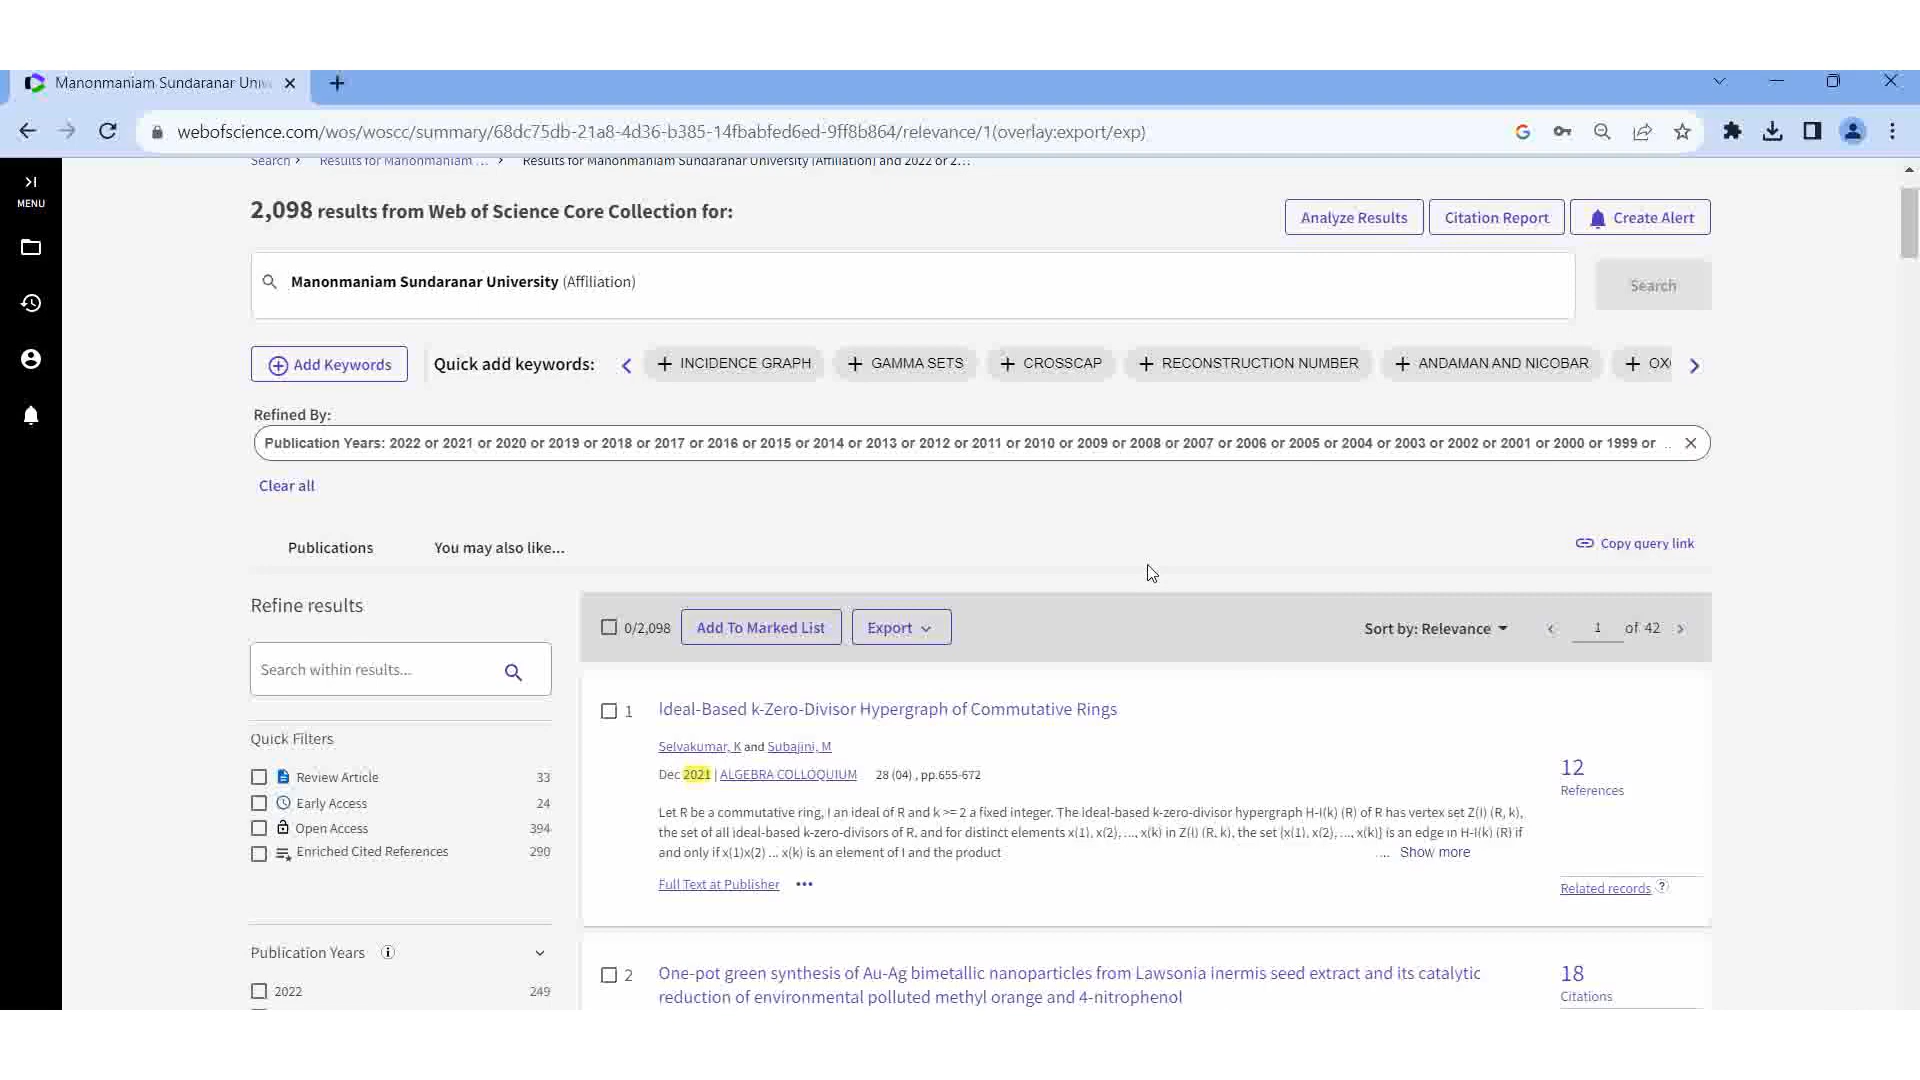 Manonmaniam Sundaranar Univ
webofscience.com/wos/woscc/summary/68dc75db-21a8-4d36-b385-14fbabfed6ed-9ff8b864/relevance/1(overlay:export/exp)
MENU
Search > Results for Manonmaniam ... > Results for Manonmaniam Sundaranar University (Affiliation) and 2022 or 2...
2,098 results from Web of Science Core Collection for:
Analyze Results
Citation Report
Create Alert
Manonmaniam Sundaranar University (Affiliation)
Search
Add Keywords
Quick add keywords:
+ INCIDENCE GRAPH
+ GAMMA SETS
+ CROSSCAP
+ RECONSTRUCTION NUMBER
+ ANDAMAN AND NICOBAR
+ OX
Refined By:
Publication Years: 2022 or 2021 or 2020 or 2019 or 2018 or 2017 or 2016 or 2015 or 2014 or 2013 or 2012 or 2011 or 2010 or 2009 or 2008 or 2007 or 2006 or 2005 or 2004 or 2003 or 2002 or 2001 or 2000 or 1999 or ..
Clear all
Publications
You may also like...
Copy query link
Refine results
0/2,098
Add To Marked List
Export
Sort by: Relevance
1 of 42
Search within results...
Quick Filters
Review Article 33
Early Access 24
Open Access 394
Enriched Cited References 290
Publication Years
2022 249
1 Ideal-Based k-Zero-Divisor Hypergraph of Commutative Rings
Selvakumar, K and Subajini, M
Dec 2021 | ALGEBRA COLLOQUIUM 28 (04) , pp.655-672
Let R be a commutative ring, I an ideal of R and k >= 2 a fixed integer. The ideal-based k-zero-divisor hypergraph H-I(k) (R) of R has vertex set Z(I) (R, k),
the set of all ideal-based k-zero-divisors of R, and for distinct elements x(1), x(2), ..., x(k) in Z(I) (R, k), the set {x(1), x(2), ..., x(k)} is an edge in H-I(k) (R) if
and only if x(1)x(2) ... x(k) is an element of I and the product
... Show more
Full Text at Publisher
12
References
Related records ?
2 One-pot green synthesis of Au-Ag bimetallic nanoparticles from Lawsonia inermis seed extract and its catalytic
reduction of environmental polluted methyl orange and 4-nitrophenol
18
Citations